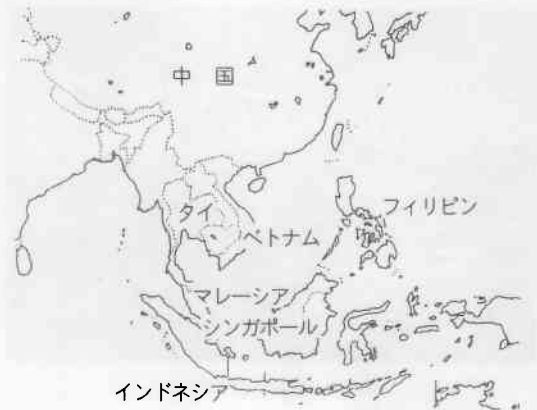 中国
タイ
フィリピン
ベトナム
マレーシア
シンガポール
インドネシア